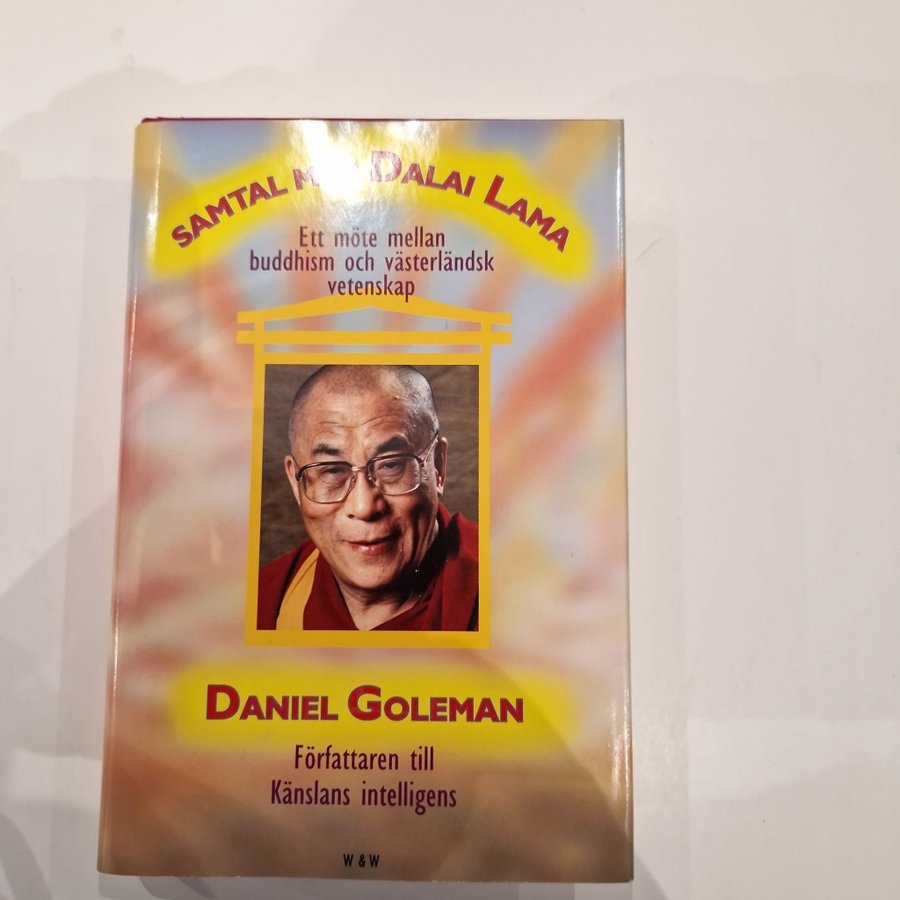 SAMTAL DALAI LAMA
Ett möte mellan
buddhism och västerländsk
vetenskap
DANIEL GOLEMAN
Författaren till
Känslans intelligens
W & W